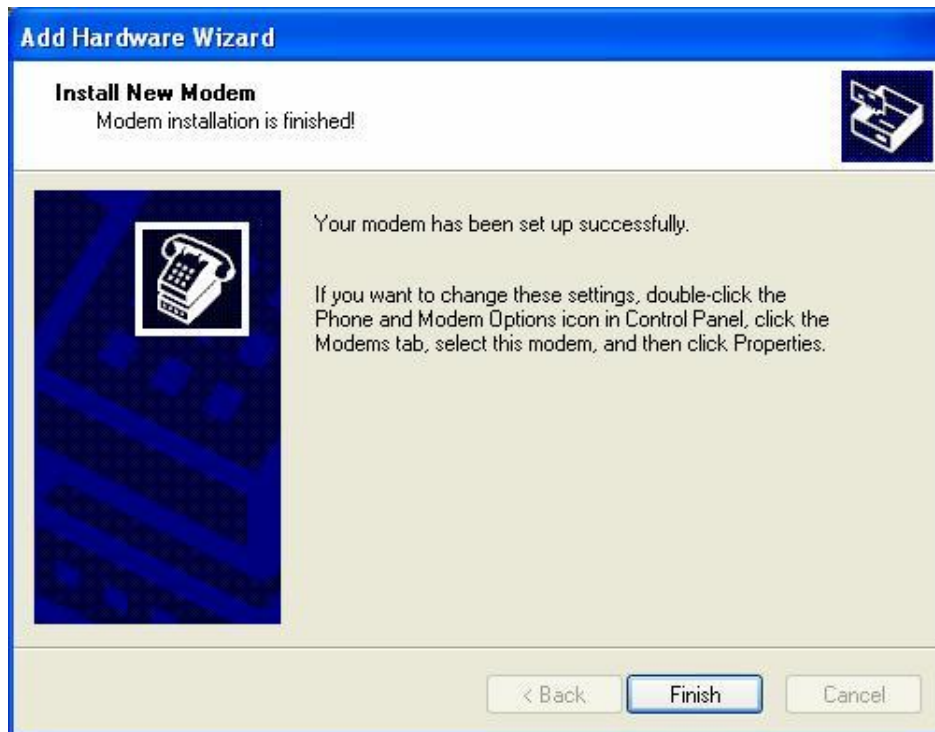 Add Hardware Wizard
Install New Modem
Modem installation is finished!
Your modem has been set up successfully.
If you want to change these settings, double-click the
Phone and Modem Options icon in Control Panel, click the
Modems tab, select this modem, and then click Properties.
< Back Finish Cancel